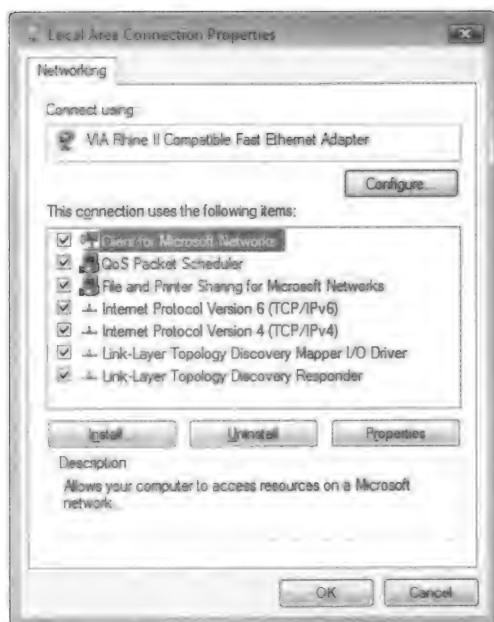 Local Area Connection Properties
Networking
Connect using:
VIA Rhine II Compatible Fast Ethernet Adapter
Configure...
This connection uses the following items:
Client for Microsoft Networks
QoS Packet Scheduler
File and Printer Sharing for Microsoft Networks
Internet Protocol Version 6 (TCP/IPv6)
Internet Protocol Version 4 (TCP/IPv4)
Link-Layer Topology Discovery Mapper I/O Driver
Link-Layer Topology Discovery Responder
Install...
Uninstall
Properties
Description
Allows your computer to access resources on a Microsoft
network.
OK
Cancel